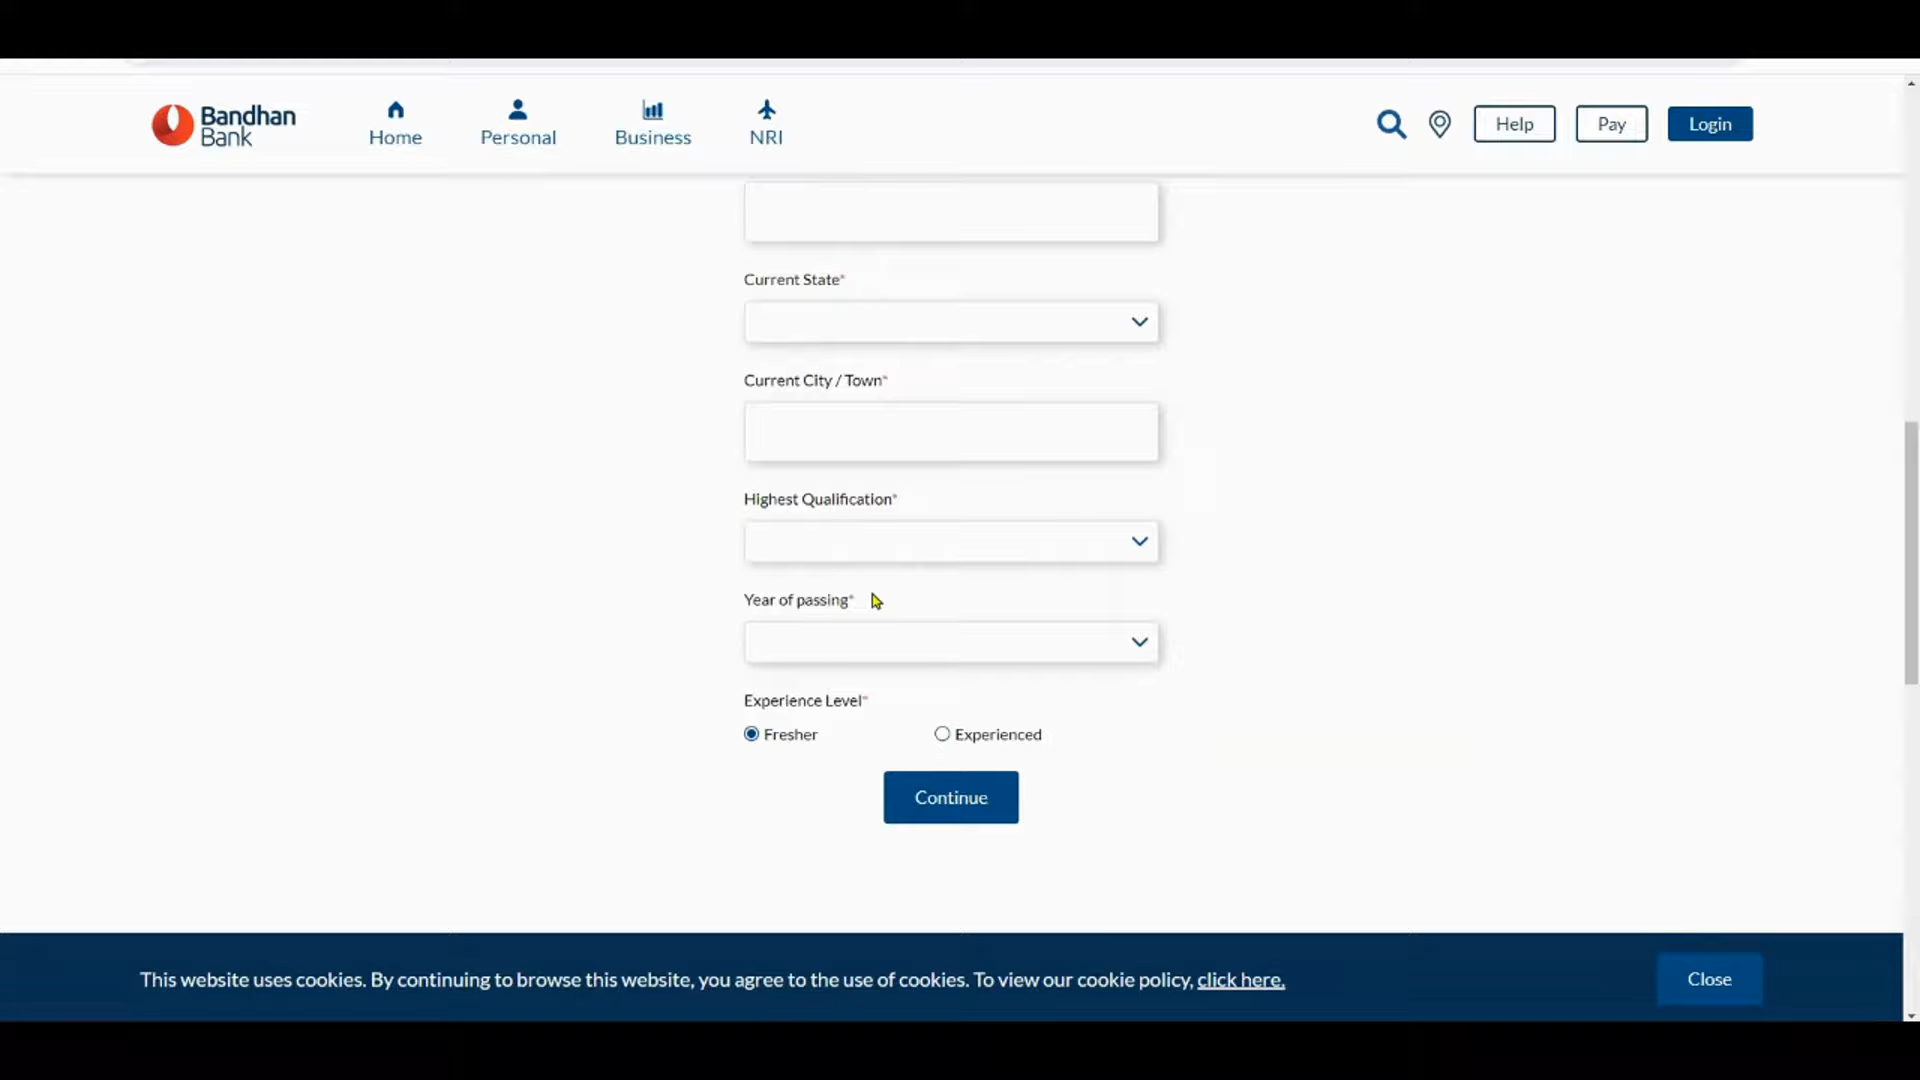 Bandhan
Bank
Home
Personal
Business
NRI
Help
Pay
Login
Current State*
Current City / Town*
Highest Qualification*
Year of passing*
Experience Level*
Fresher
Experienced
Continue
This website uses cookies. By continuing to browse this website, you agree to the use of cookies. To view our cookie policy, click here.
Close